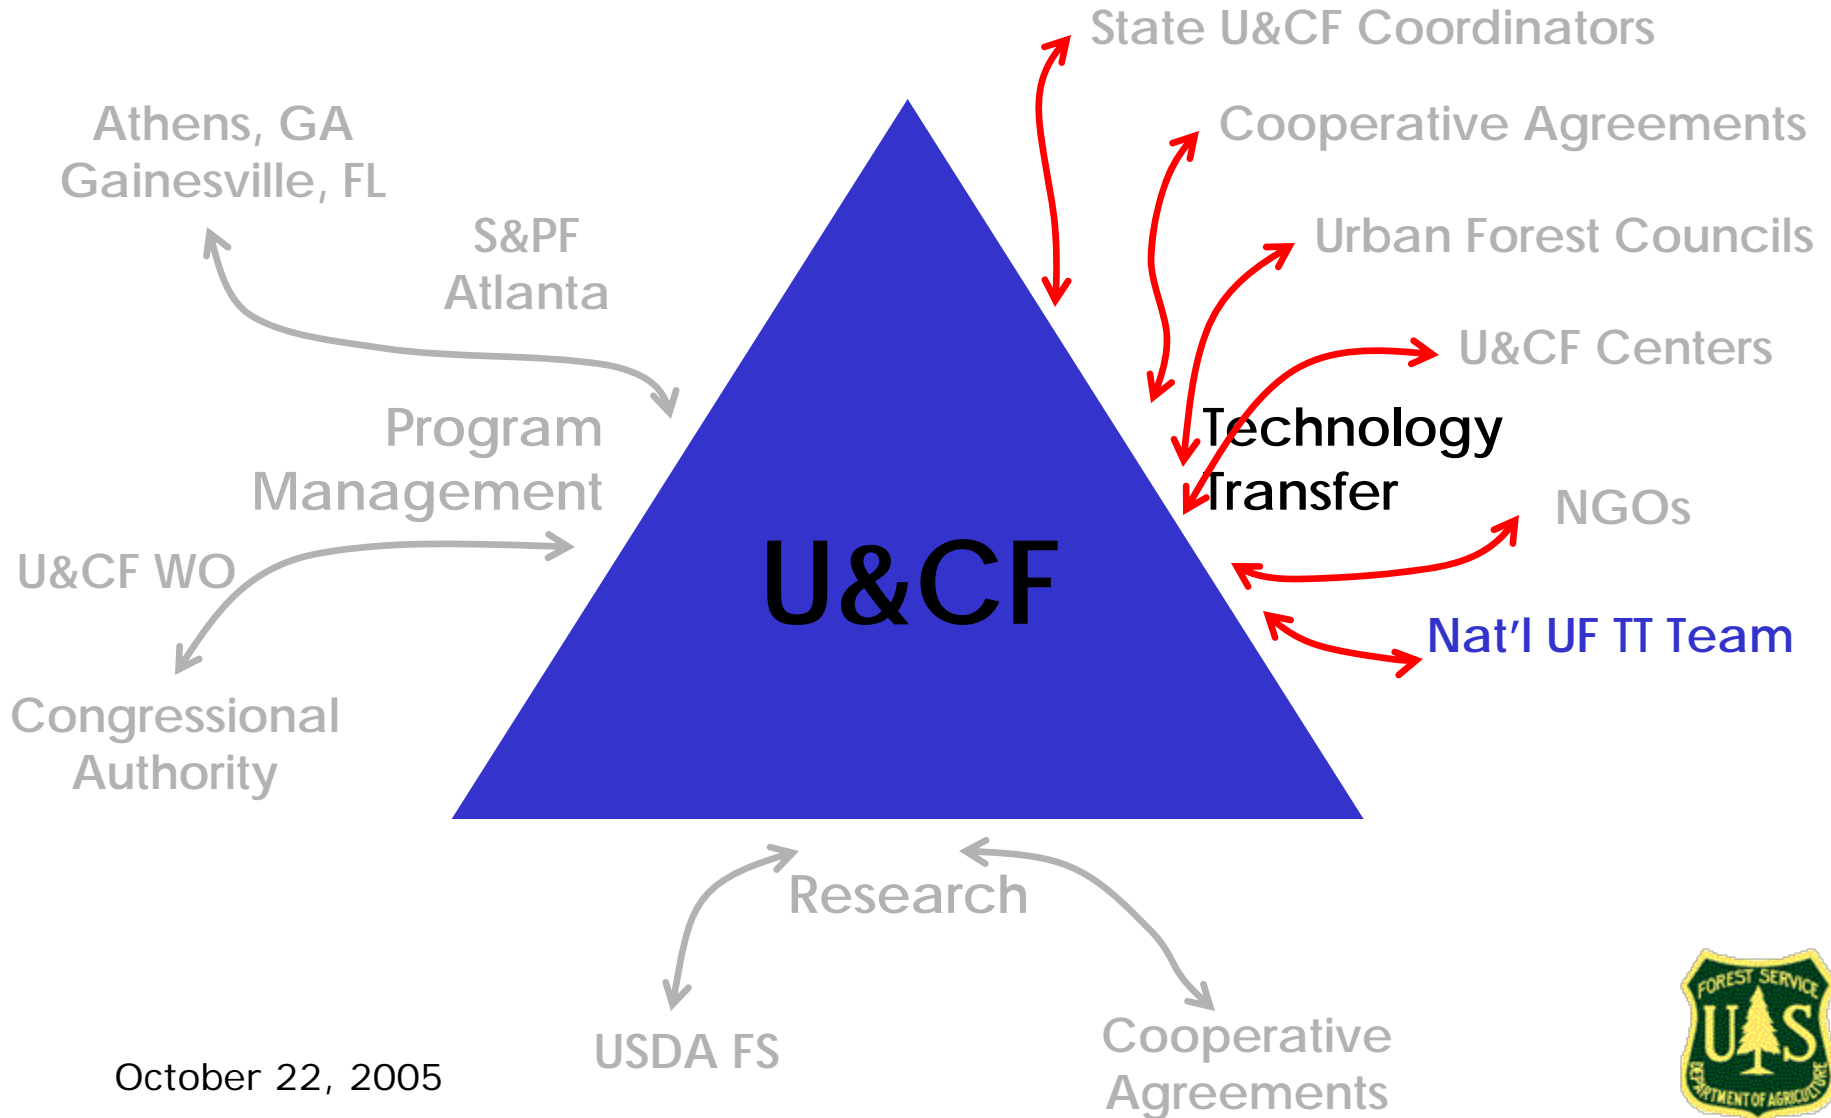 State U&CF Coordinators
Athens, GA
Gainesville, FL
Cooperative Agreements
S&PF
Atlanta
Urban Forest Councils
U&CF Centers
Program
Management
Technology
Transfer
NGOs
U&CF WO
U&CF
Nat'l UF TT Team
Congressional
Authority
Research
USDA FS
Cooperative
Agreements
October 22, 2005
FOREST SERVICE
U S
DEPARTMENT OF AGRICULTURE